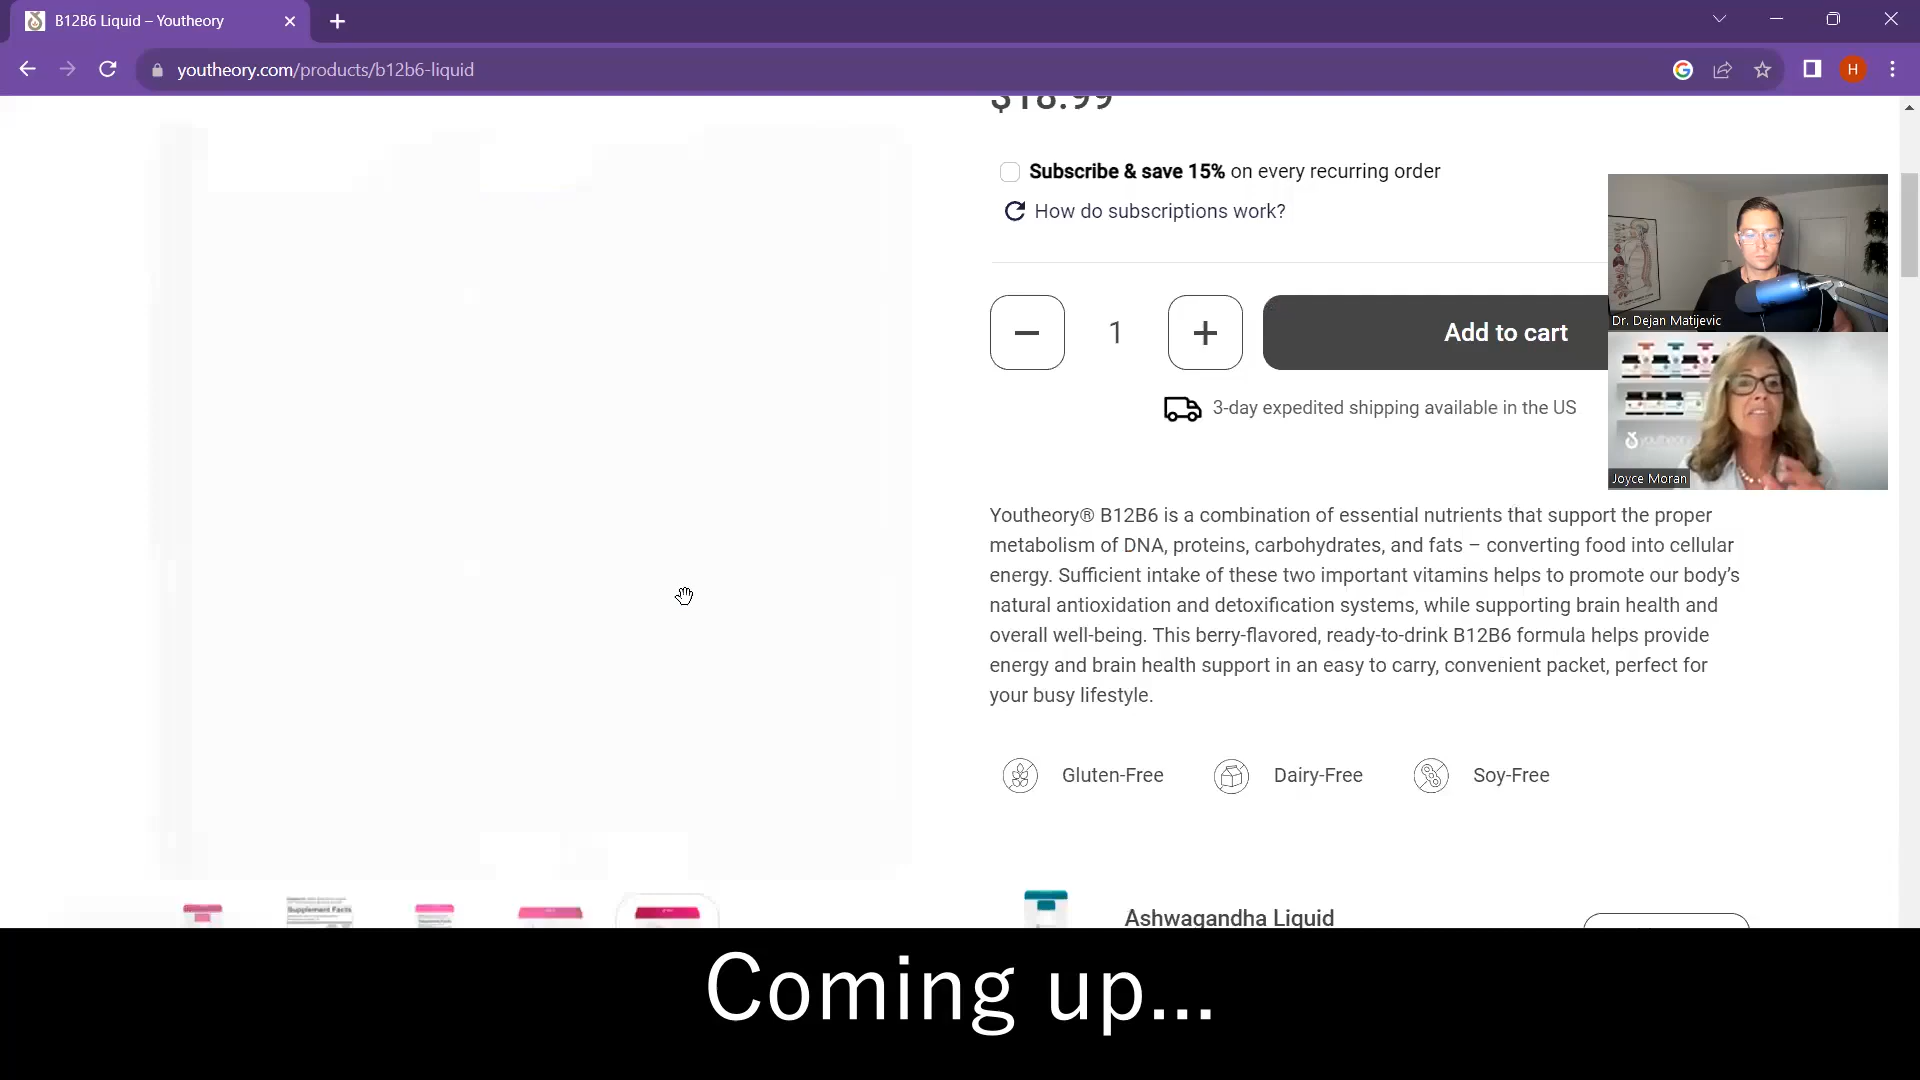 B12B6 Liquid – Youtheory
youtheory.com/products/b12b6-liquid
H
$18.99
Subscribe & save 15% on every recurring order
How do subscriptions work?
1
Add to cart
3-day expedited shipping available in the US
Dr. Dejan Matijevic
youtheory
Joyce Moran
Youtheory® B12B6 is a combination of essential nutrients that support the proper
metabolism of DNA, proteins, carbohydrates, and fats – converting food into cellular
energy. Sufficient intake of these two important vitamins helps to promote our body’s
natural antioxidation and detoxification systems, while supporting brain health and
overall well-being. This berry-flavored, ready-to-drink B12B6 formula helps provide
energy and brain health support in an easy to carry, convenient packet, perfect for
your busy lifestyle.
Gluten-Free
Dairy-Free
Soy-Free
Supplement Facts
Ashwagandha Liquid
Coming up...